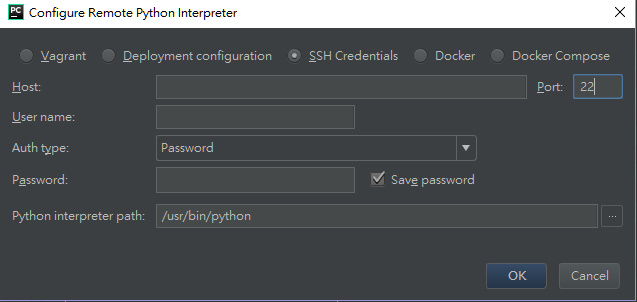 PC Configure Remote Python Interpreter
Vagrant Deployment configuration SSH Credentials Docker Docker Compose
Host: Port: 22
User name:
Auth type: Password
Password: Save password
Python interpreter path: /usr/bin/python ...
OK Cancel